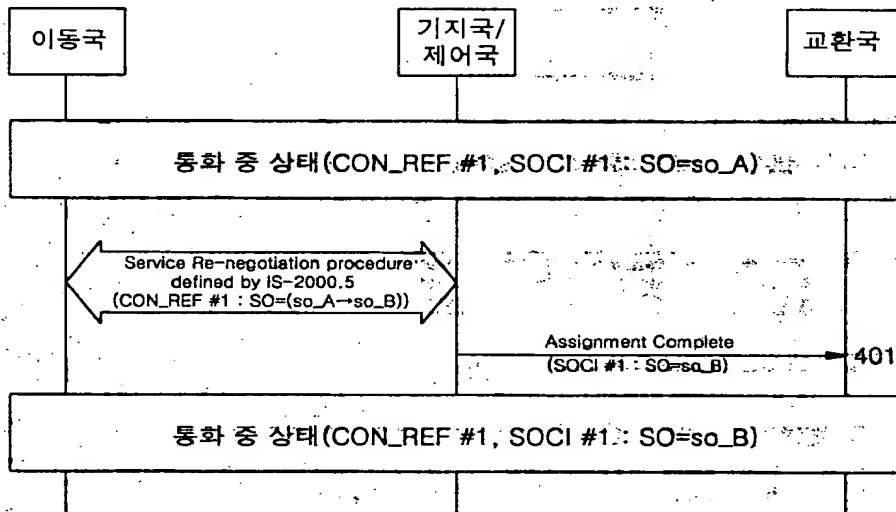 이동국
기지국/
제어국
교환국
통화 중 상태(CON_REF #1, SOCI #1 : SO=so_A)
Service Re-negotiation procedure
defined by IS-2000.5
(CON_REF #1 : SO=(so_A→so_B))
Assignment Complete
(SOCI #1 : SO=so_B)
401
통화 중 상태(CON_REF #1, SOCI #1 : SO=so_B)